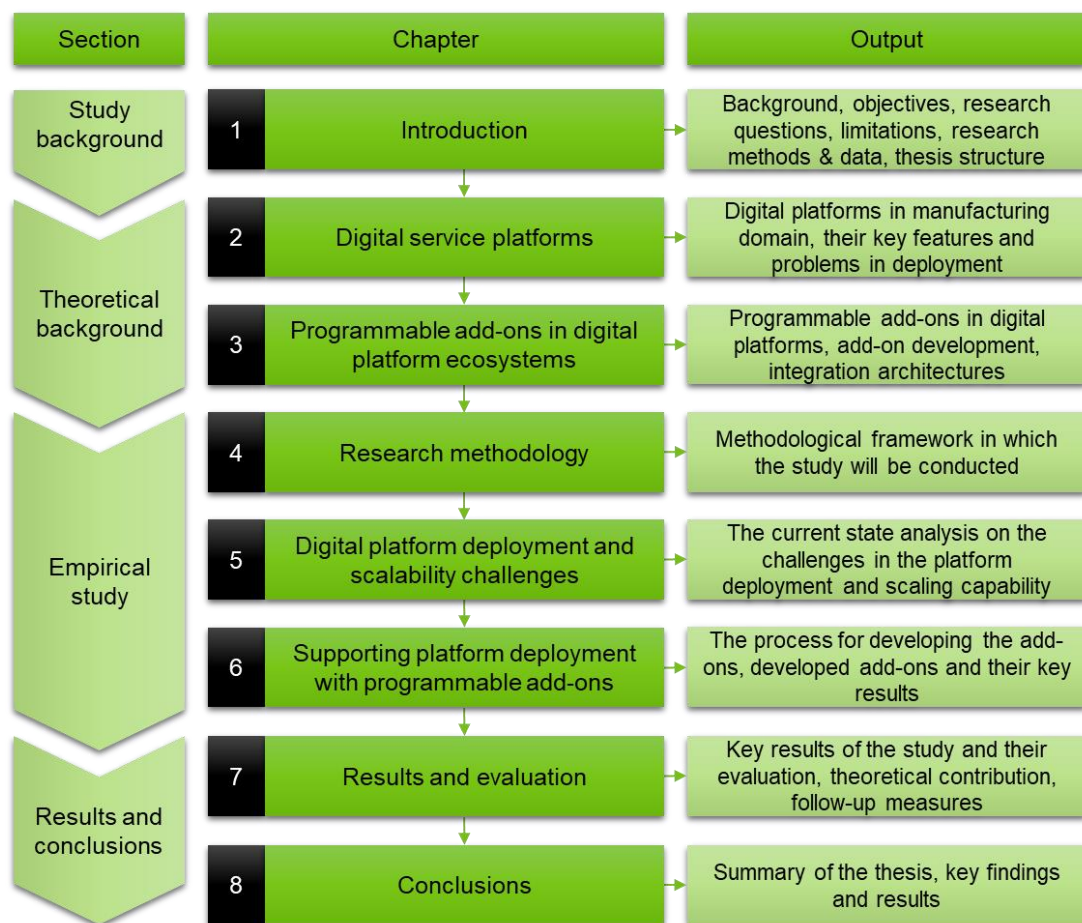 Section
Chapter
Output
Study
background
1
Introduction
Background, objectives, research
questions, limitations, research
methods & data, thesis structure
Theoretical
background
2
Digital service platforms
Digital platforms in manufacturing
domain, their key features and
problems in deployment
3
Programmable add-ons in digital
platform ecosystems
Programmable add-ons in digital
platforms, add-on development,
integration architectures
Empirical
study
4
Research methodology
Methodological framework in which
the study will be conducted
5
Digital platform deployment and
scalability challenges
The current state analysis on the
challenges in the platform
deployment and scaling capability
6
Supporting platform deployment
with programmable add-ons
The process for developing the add-
ons, developed add-ons and their key
results
Results and
conclusions
7
Results and evaluation
Key results of the study and their
evaluation, theoretical contribution,
follow-up measures
8
Conclusions
Summary of the thesis, key findings
and results